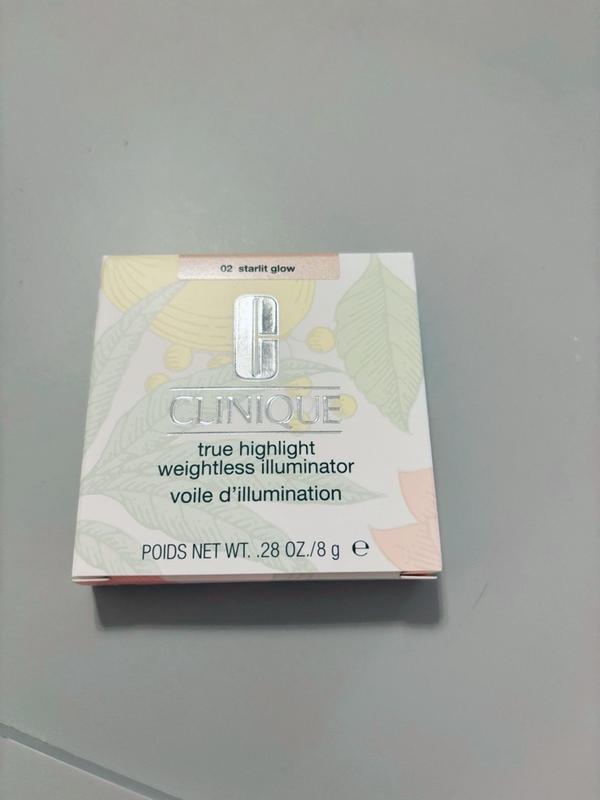 02 starlit glow
CLINIQUE
true highlight
weightless illuminator
voile d'illumination
POIDS NET WT. .28 OZ./8 g ℮